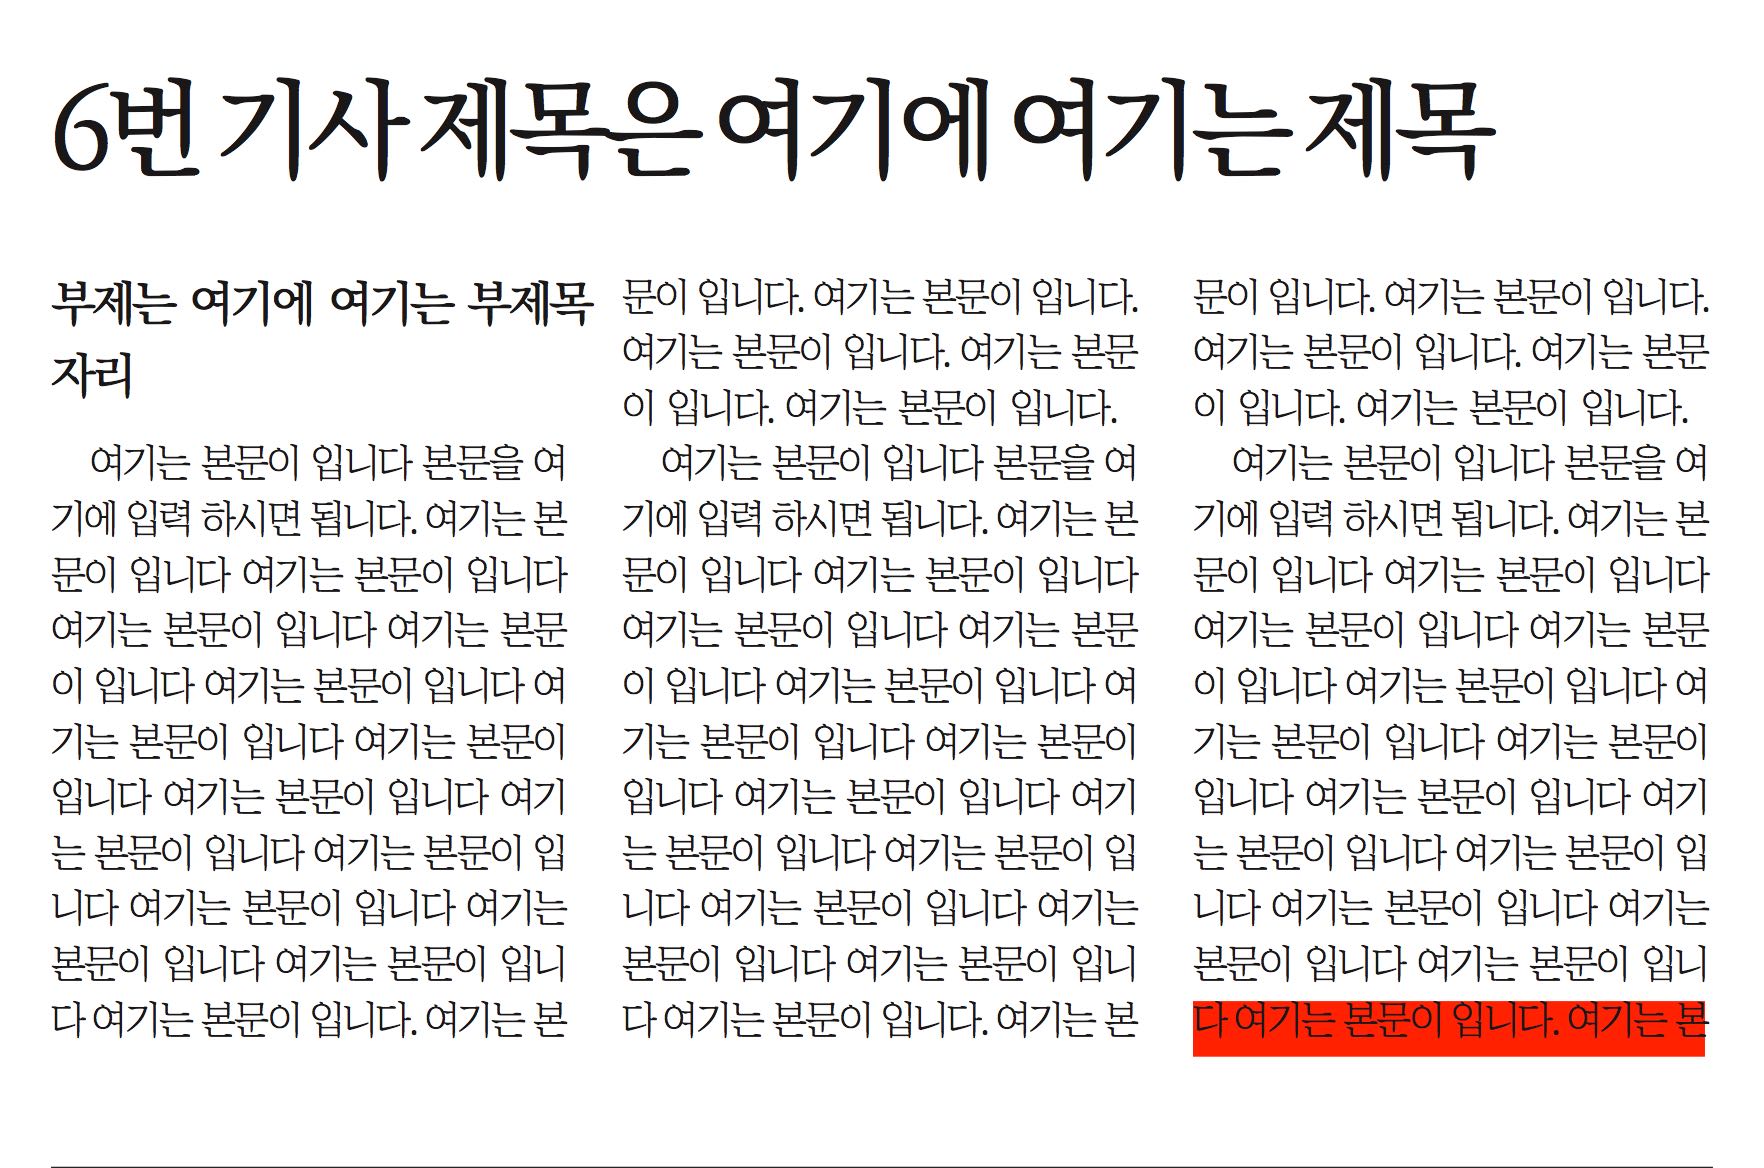 6번 기사 제목은 여기에 여기는 제목
부제는 여기에 여기는 부제목
자리
여기는 본문이 입니다 본문을 여
기에 입력 하시면 됩니다. 여기는 본
문이 입니다 여기는 본문이 입니다
여기는 본문이 입니다 여기는 본문
이 입니다 여기는 본문이 입니다 여
기는 본문이 입니다 여기는 본문이
입니다 여기는 본문이 입니다 여기
는 본문이 입니다 여기는 본문이 입
니다 여기는 본문이 입니다 여기는
본문이 입니다 여기는 본문이 입니
다 여기는 본문이 입니다. 여기는 본
문이 입니다. 여기는 본문이 입니다.
여기는 본문이 입니다. 여기는 본문
이 입니다. 여기는 본문이 입니다.
여기는 본문이 입니다 본문을 여
기에 입력 하시면 됩니다. 여기는 본
문이 입니다 여기는 본문이 입니다
여기는 본문이 입니다 여기는 본문
이 입니다 여기는 본문이 입니다 여
기는 본문이 입니다 여기는 본문이
입니다 여기는 본문이 입니다 여기
는 본문이 입니다 여기는 본문이 입
니다 여기는 본문이 입니다 여기는
본문이 입니다 여기는 본문이 입니
다 여기는 본문이 입니다. 여기는 본
문이 입니다. 여기는 본문이 입니다.
여기는 본문이 입니다. 여기는 본문
이 입니다. 여기는 본문이 입니다.
여기는 본문이 입니다 본문을 여
기에 입력 하시면 됩니다. 여기는 본
문이 입니다 여기는 본문이 입니다
여기는 본문이 입니다 여기는 본문
이 입니다 여기는 본문이 입니다 여
기는 본문이 입니다 여기는 본문이
입니다 여기는 본문이 입니다 여기
는 본문이 입니다 여기는 본문이 입
니다 여기는 본문이 입니다 여기는
본문이 입니다 여기는 본문이 입니
다 여기는 본문이 입니다. 여기는 본